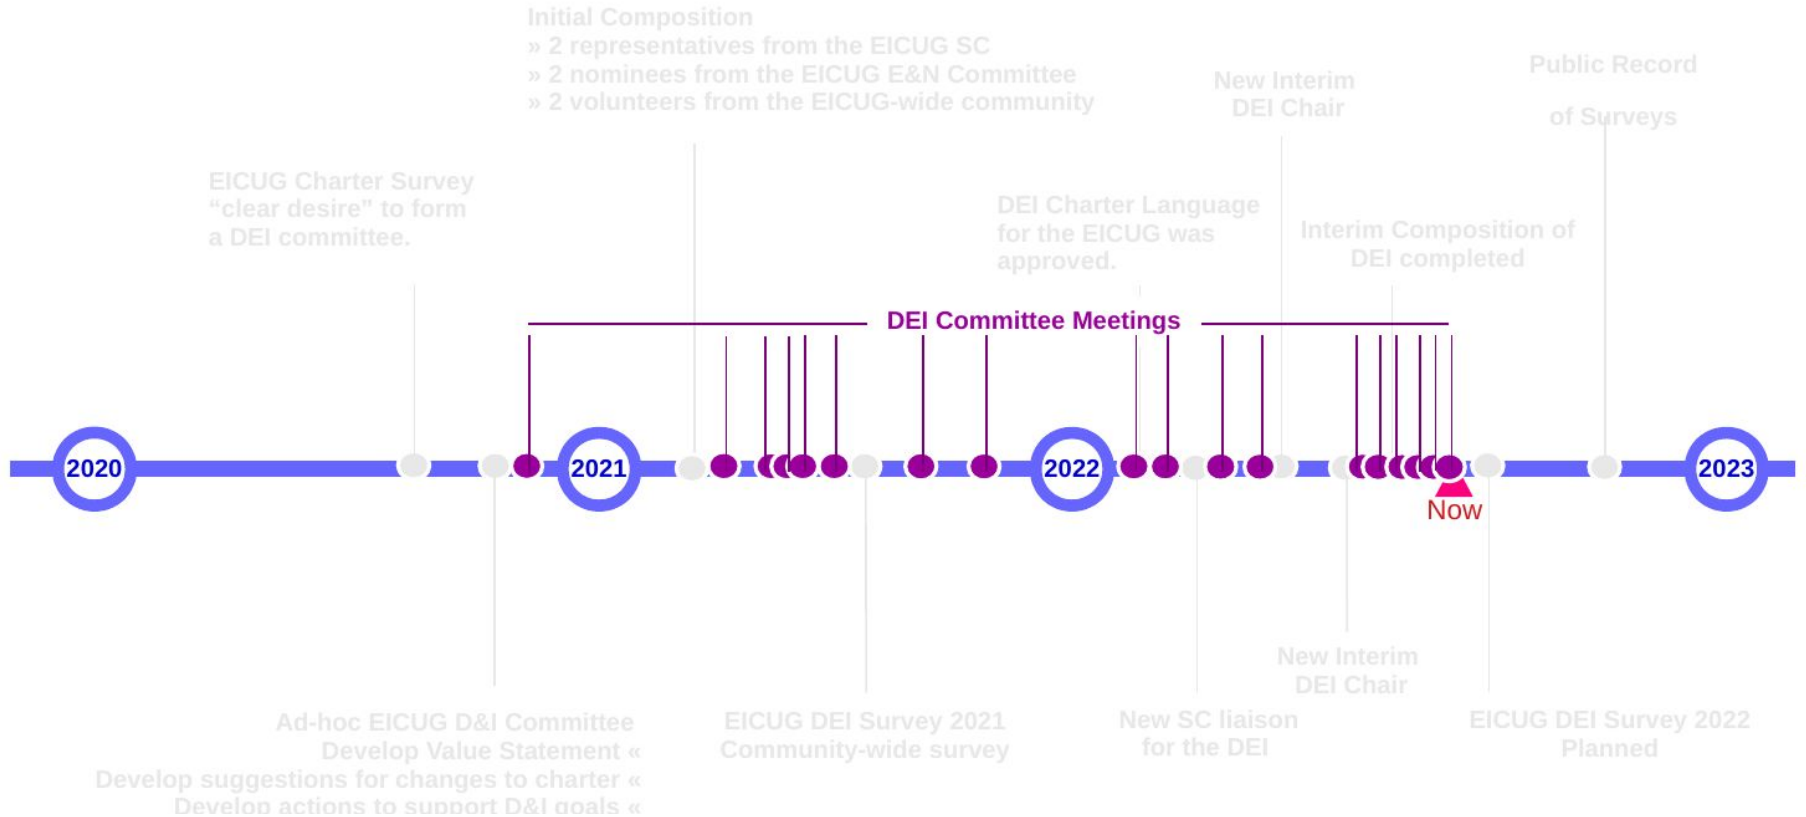 Initial Composition
» 2 representatives from the EICUG SC
» 2 nominees from the EICUG E&N Committee
» 2 volunteers from the EICUG-wide community
New Interim
DEI Chair
Public Record
of Surveys
EICUG Charter Survey
“clear desire” to form
a DEI committee.
DEI Charter Language
for the EICUG was
approved.
Interim Composition of
DEI completed
DEI Committee Meetings
2020
2021
2022
2023
Now
New Interim
DEI Chair
Ad-hoc EICUG D&I Committee
Develop Value Statement «
Develop suggestions for changes to charter «
Develop actions to support D&I goals «
EICUG DEI Survey 2021
Community-wide survey
New SC liaison
for the DEI
EICUG DEI Survey 2022
Planned